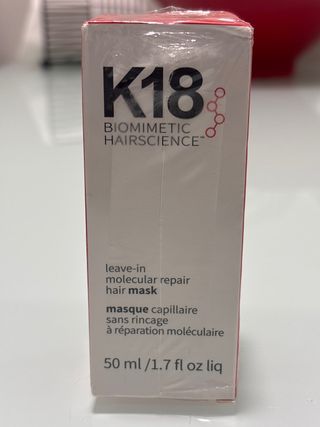 K18
BIOMIMETIC
HAIRSCIENCE™
leave-in
molecular repair
hair mask
masque capillaire
sans rincage
à réparation moléculaire
50 ml /1.7 fl oz liq